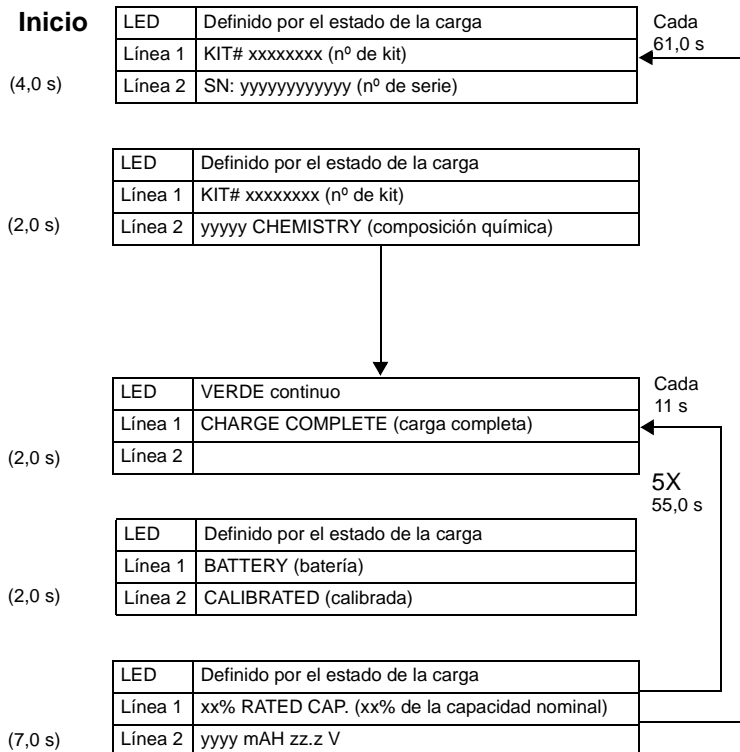 Inicio
LED Definido por el estado de la carga
Línea 1 KIT# xxxxxxxx (nº de kit)
(4,0 s) Línea 2 SN: yyyyyyyyyyyy (nº de serie)
Cada
61,0 s
LED Definido por el estado de la carga
Línea 1 KIT# xxxxxxxx (nº de kit)
(2,0 s) Línea 2 yyyyy CHEMISTRY (composición química)
LED VERDE continuo
Línea 1 CHARGE COMPLETE (carga completa)
(2,0 s) Línea 2
Cada
11 s
5X
55,0 s
LED Definido por el estado de la carga
Línea 1 BATTERY (batería)
(2,0 s) Línea 2 CALIBRATED (calibrada)
LED Definido por el estado de la carga
Línea 1 xx% RATED CAP. (xx% de la capacidad nominal)
(7,0 s) Línea 2 yyyy mAH zz.z V